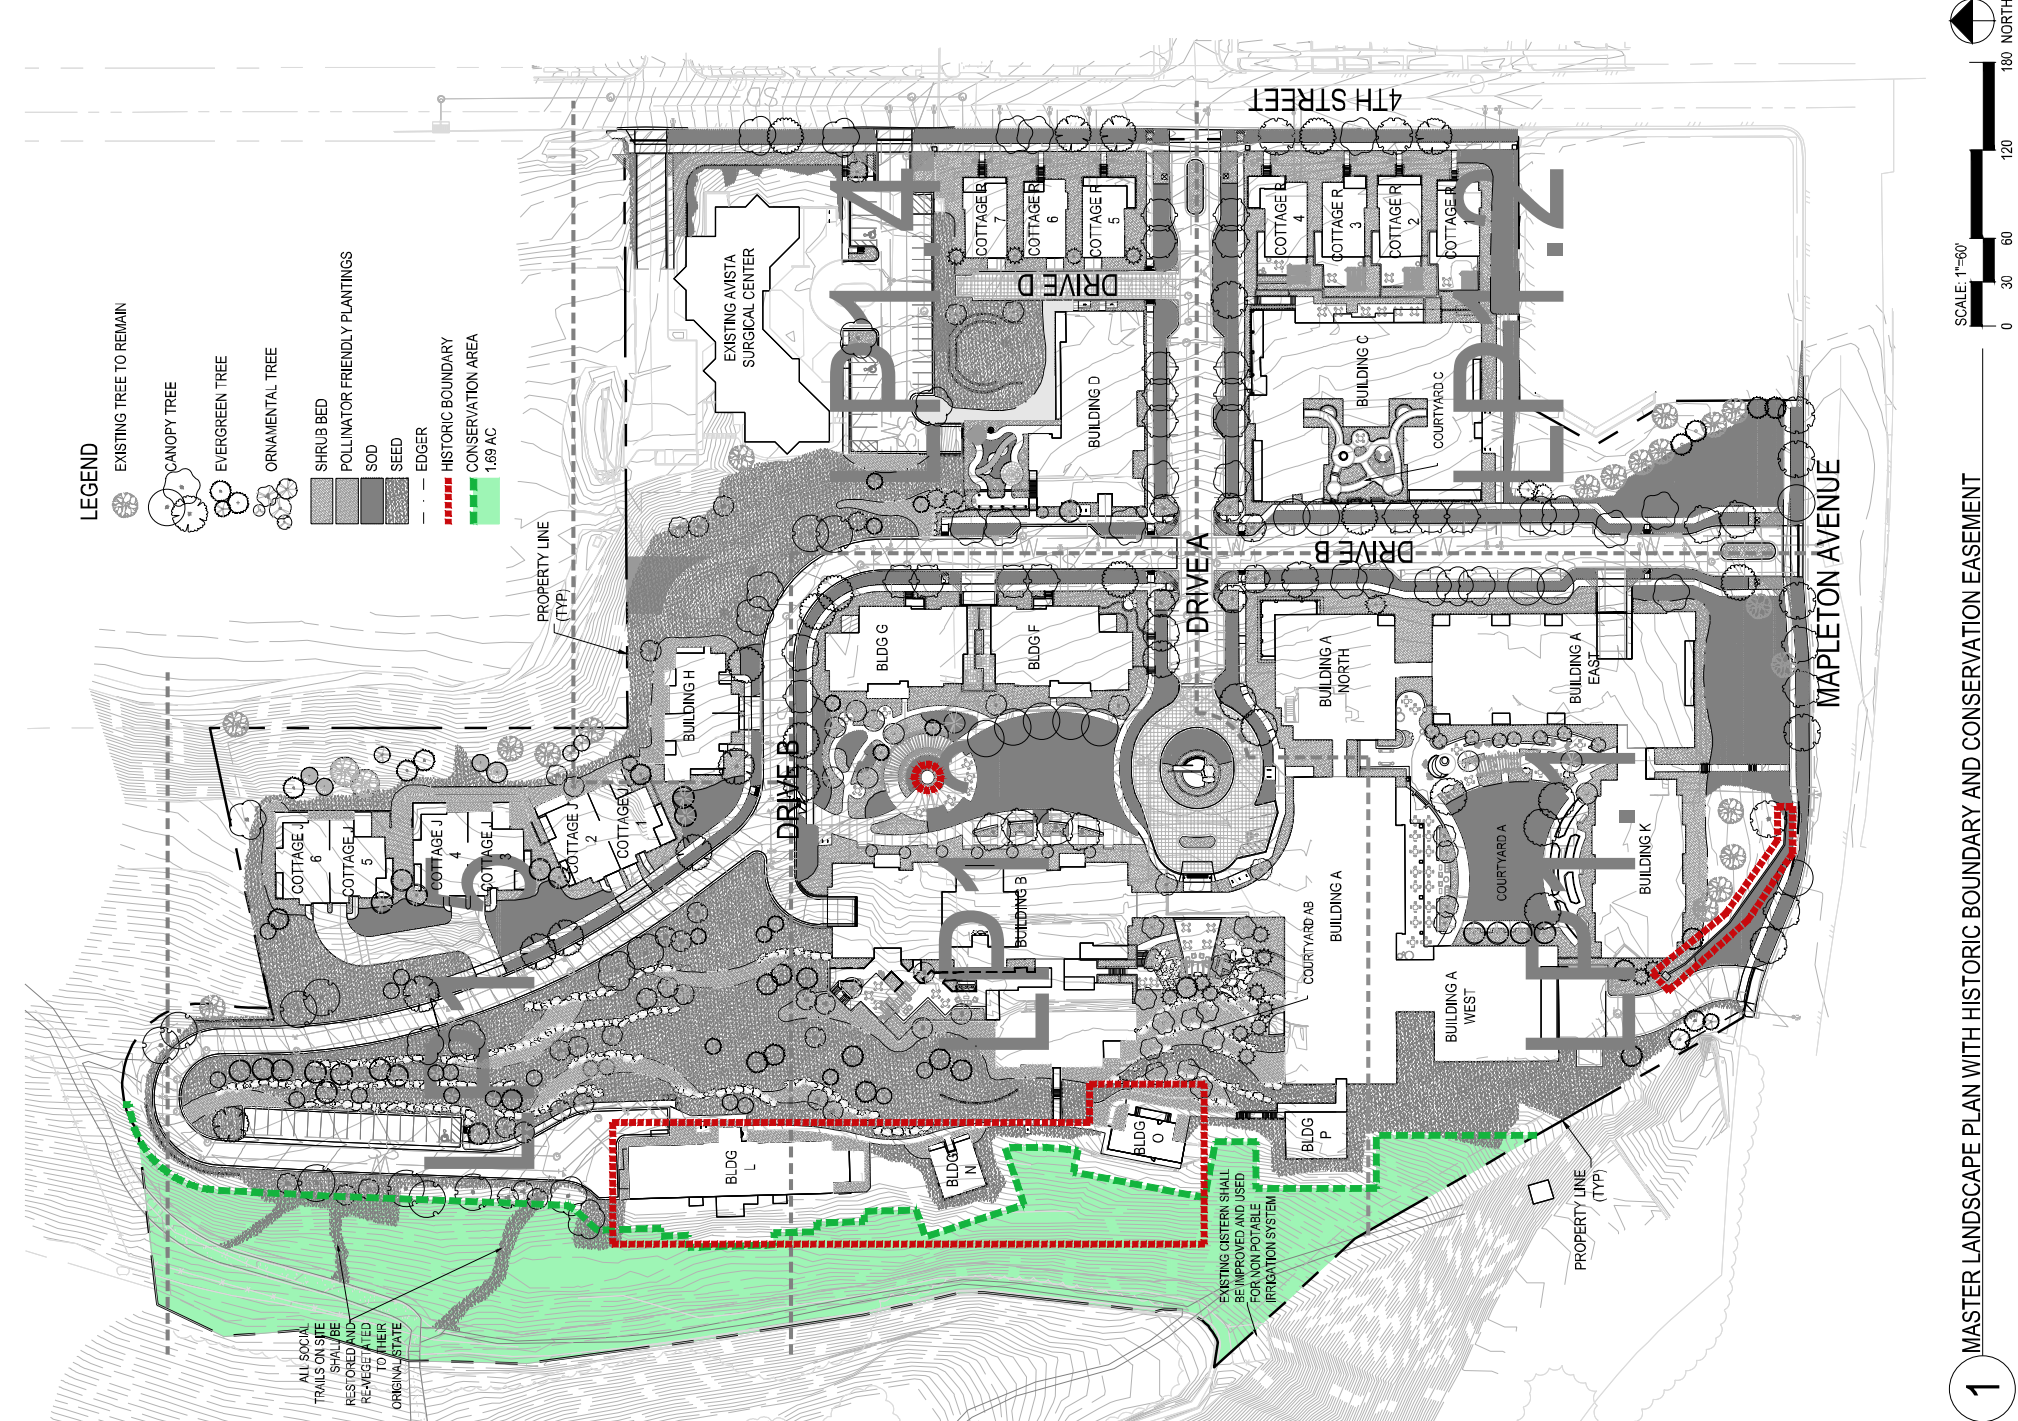 LEGEND
EXISTING TREE TO REMAIN
CANOPY TREE
EVERGREEN TREE
ORNAMENTAL TREE
SHRUB BED
POLLINATOR FRIENDLY PLANTINGS
SOD
SEED
EDGER
HISTORIC BOUNDARY
CONSERVATION AREA
1.69 AC
PROPERTY LINE
(TYP)
EXISTING AVISTA
SURGICAL CENTER
4TH STREET
COTTAGE R
7
COTTAGE R
6
COTTAGE R
5
COTTAGE R
4
COTTAGE R
3
COTTAGE R
2
COTTAGE R
DRIVE D
BUILDING D
BUILDING C
COURTYARD C
LP1.4
LP1.2
DRIVE A
DRIVE B
MAPLETON AVENUE
BUILDING H
BLDG G
BLDG F
BUILDING A
NORTH
BUILDING A
EAST
DRIVE B
COTTAGE J
6
COTTAGE J
5
COTTAGE J
4
COTTAGE J
3
COTTAGE J
2
COTTAGE J
1
BUILDING B
BUILDING A
COURTYARD AB
COURTYARD A
BUILDING K
BUILDING A
WEST
LP1.1
BLDG
L
BLDG
N
BLDG
O
BLDG
P
EXISTING CISTERN SHALL
BE IMPROVED AND USED
FOR NON POTABLE
IRRIGATION SYSTEM
PROPERTY LINE
(TYP)
ALL SOCIAL
TRAILS ON SITE
SHALL BE
RESTORED AND
RE-VEGETATED
TO THEIR
ORIGINAL STATE
1
MASTER LANDSCAPE PLAN WITH HISTORIC BOUNDARY AND CONSERVATION EASEMENT
SCALE: 1"=60'
0 30 60 120 180 NORTH